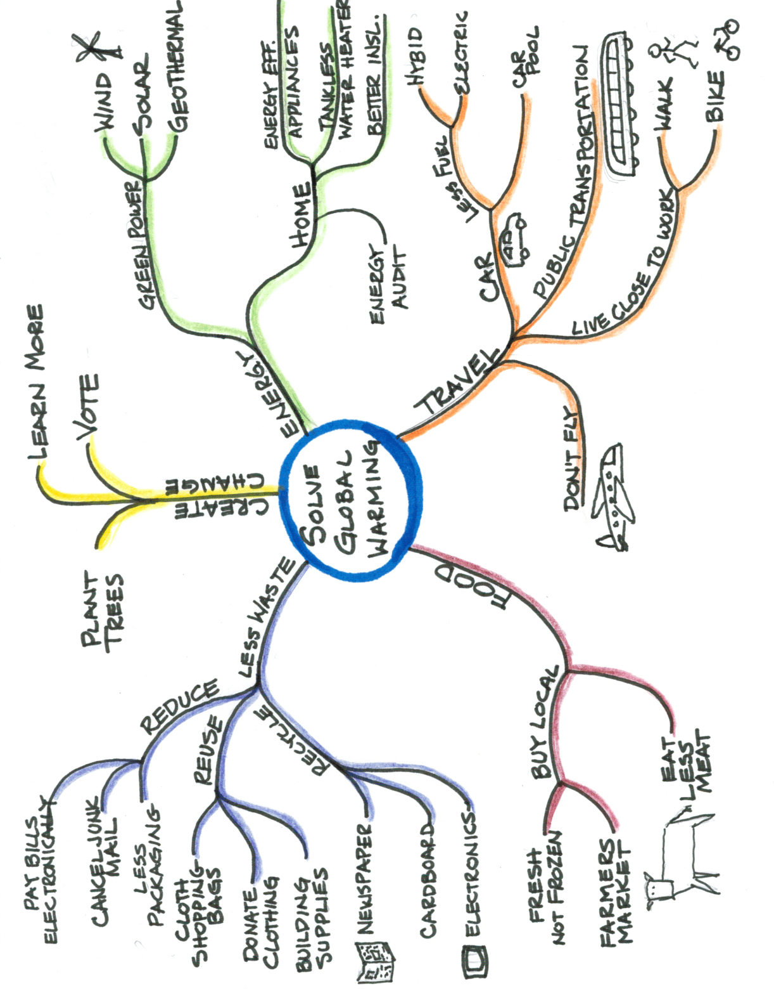 SOLVE
GLOBAL
WARMING
CREATE
CHANGE
PLANT
TREES
VOTE
LEARN MORE
ENERGY
GREEN POWER
WIND
SOLAR
GEOTHERMAL
HOME
ENERGY EFF.
APPLIANCES
TANKLESS
WATER HEATER
BETTER INSL.
ENERGY
AUDIT
TRAVEL
CAR
LESS FUEL
HYBID
ELECTRIC
CAR
POOL
PUBLIC TRANSPORTATION
LIVE CLOSE TO WORK
WALK
BIKE
DON'T FLY
FOOD
BUY LOCAL
FRESH
NOT FROZEN
FARMERS
MARKET
EAT
LESS
MEAT
LESS WASTE
REDUCE
PAY BILLS
ELECTRONICALLY
CANCEL JUNK
MAIL
LESS
PACKAGING
REUSE
CLOTH
SHOPPING
BAGS
DONATE
CLOTHING
BUILDING
SUPPLIES
RECYCLE
NEWSPAPER
CARDBOARD
ELECTRONICS